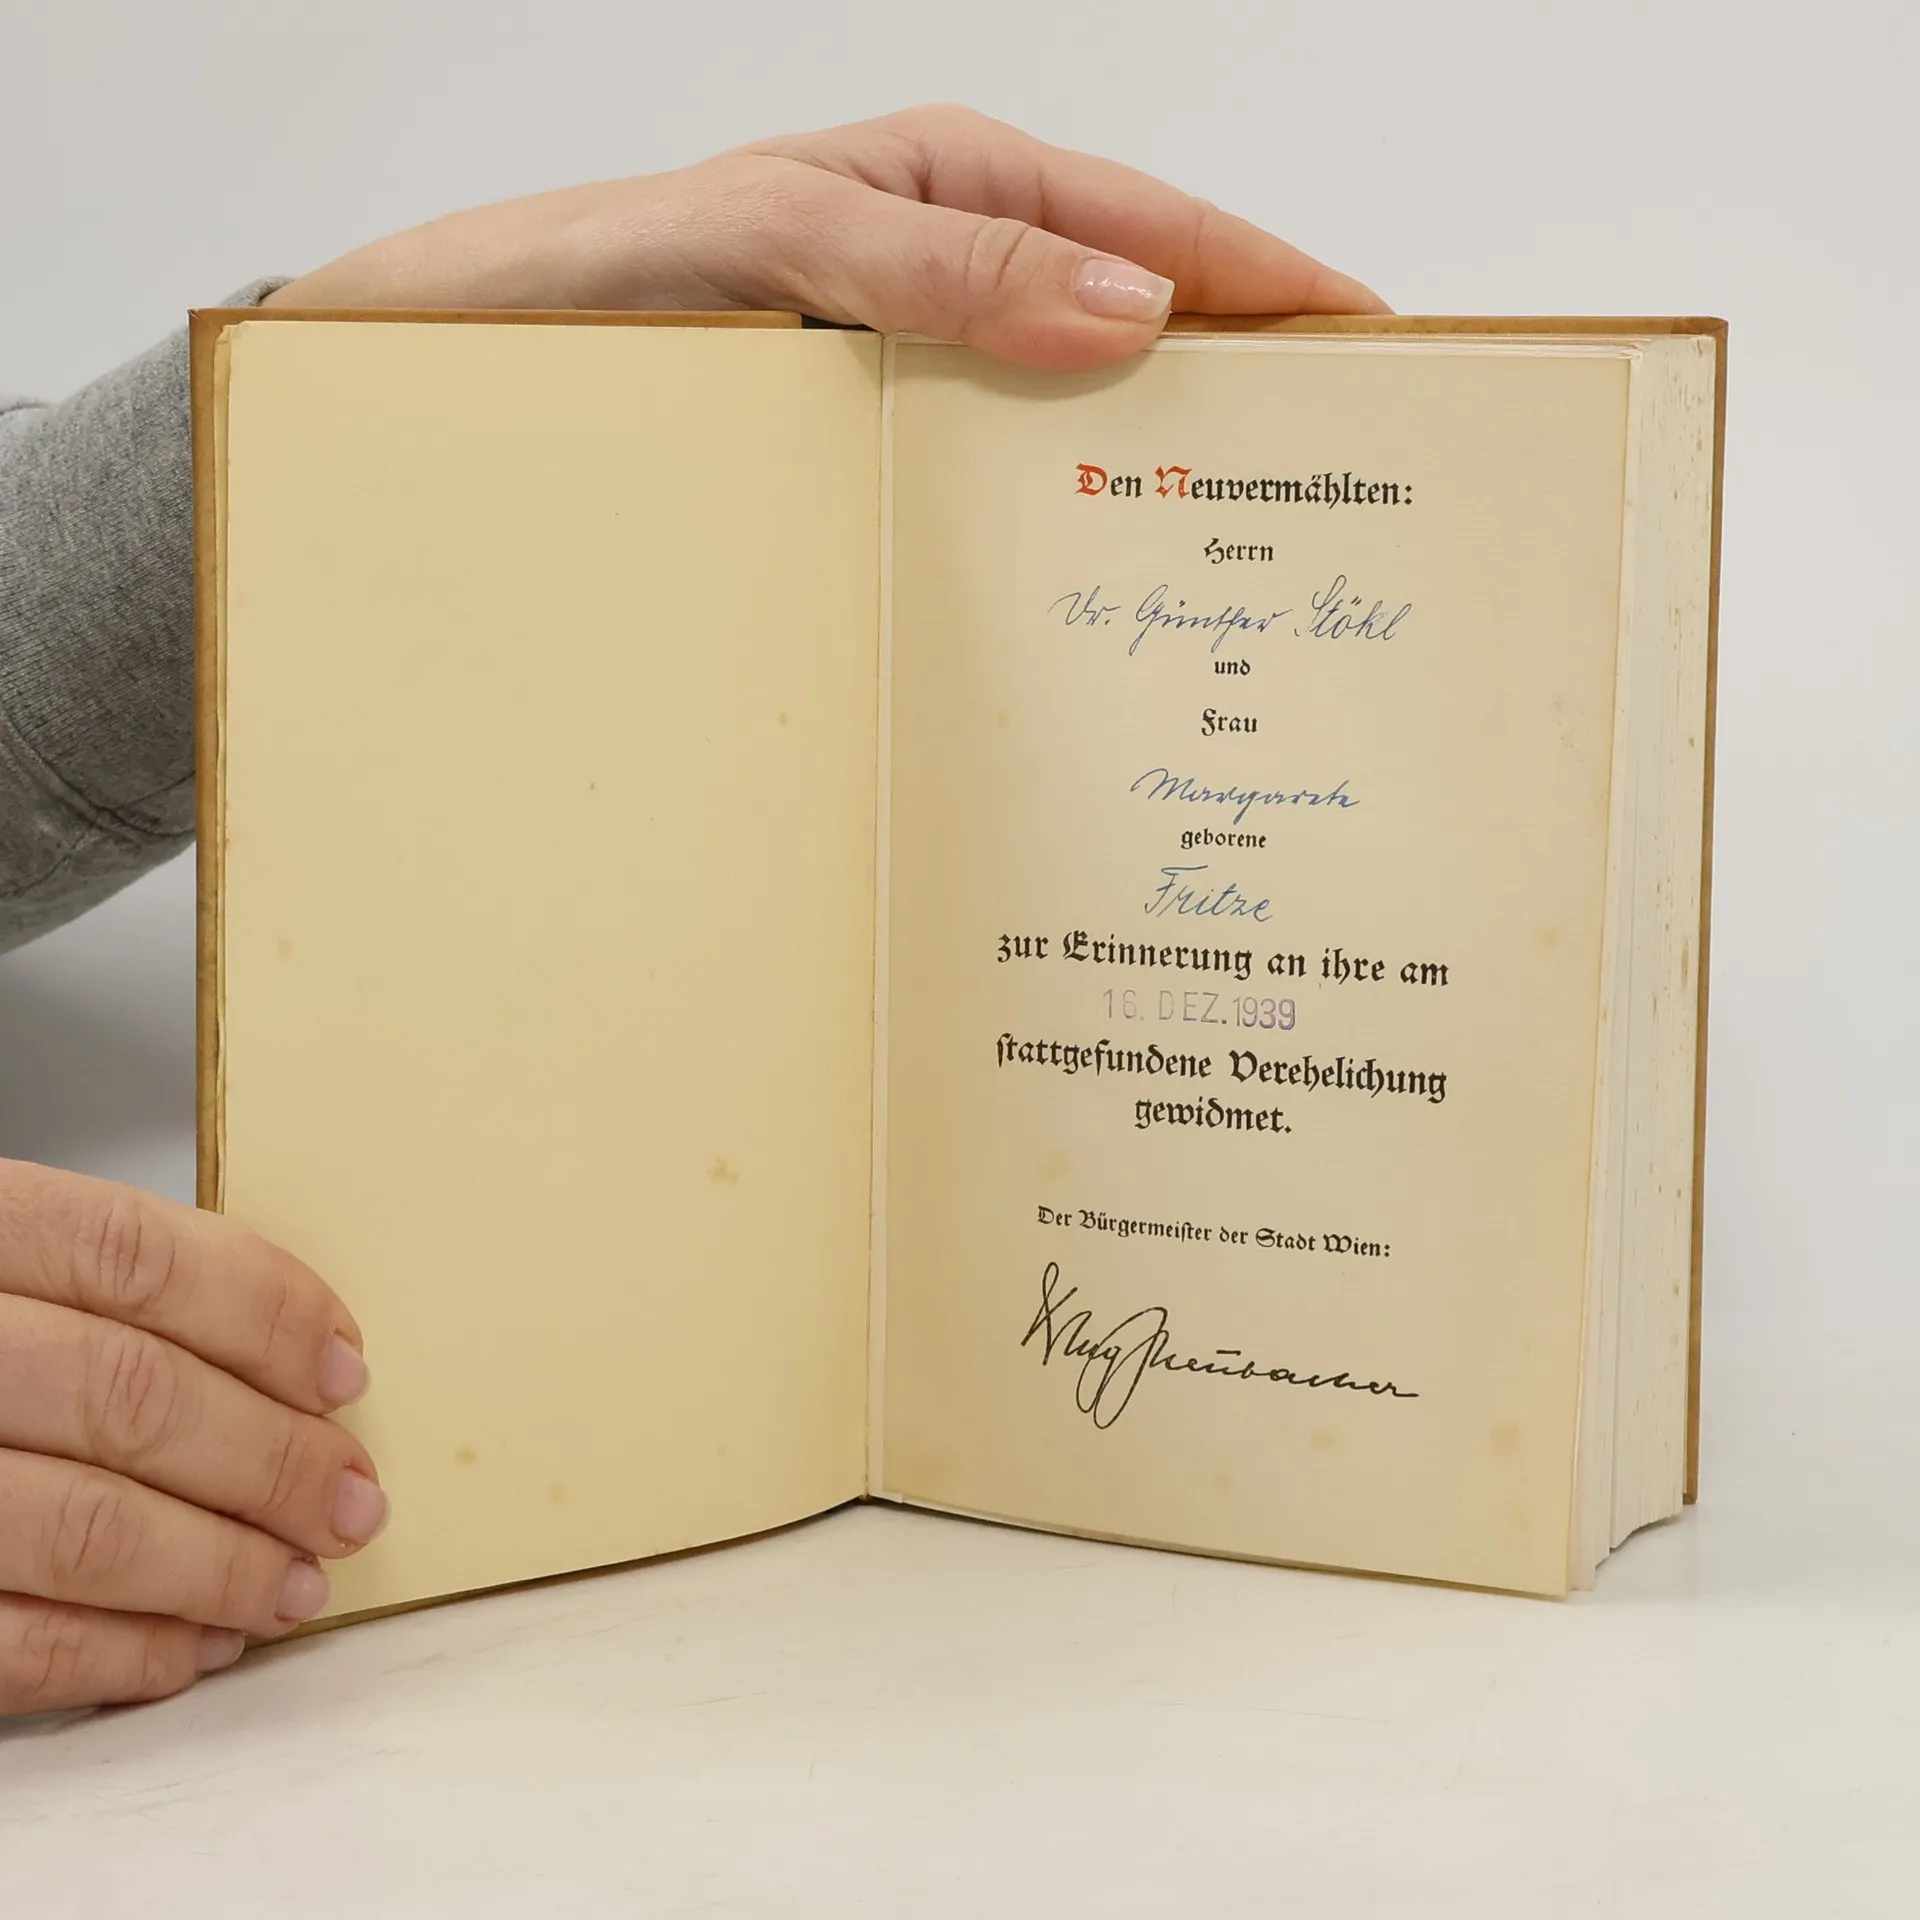 Den Neuvermählten:
Herrn
Dr. Günther Stökl
und
Frau
Margarete
geborene
Fritze
zur Erinnerung an ihre am
16. DEZ. 1939
stattgefundene Verehelichung
gewidmet.
Der Bürgermeister der Stadt Wien:
Neubacher